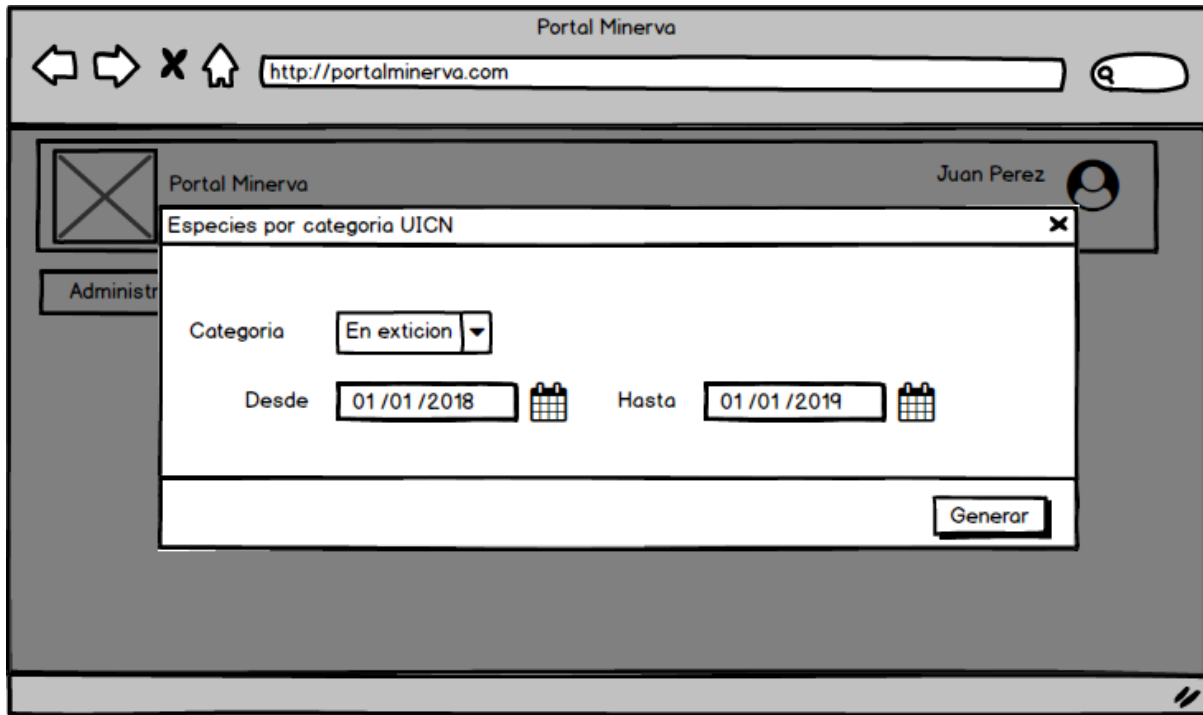 Portal Minerva
http://portalminerva.com
Portal Minerva
Juan Perez
Especies por categoria UICN
Administr
Categoria
En exticion
Desde
01/01/2018
Hasta
01/01/2019
Generar